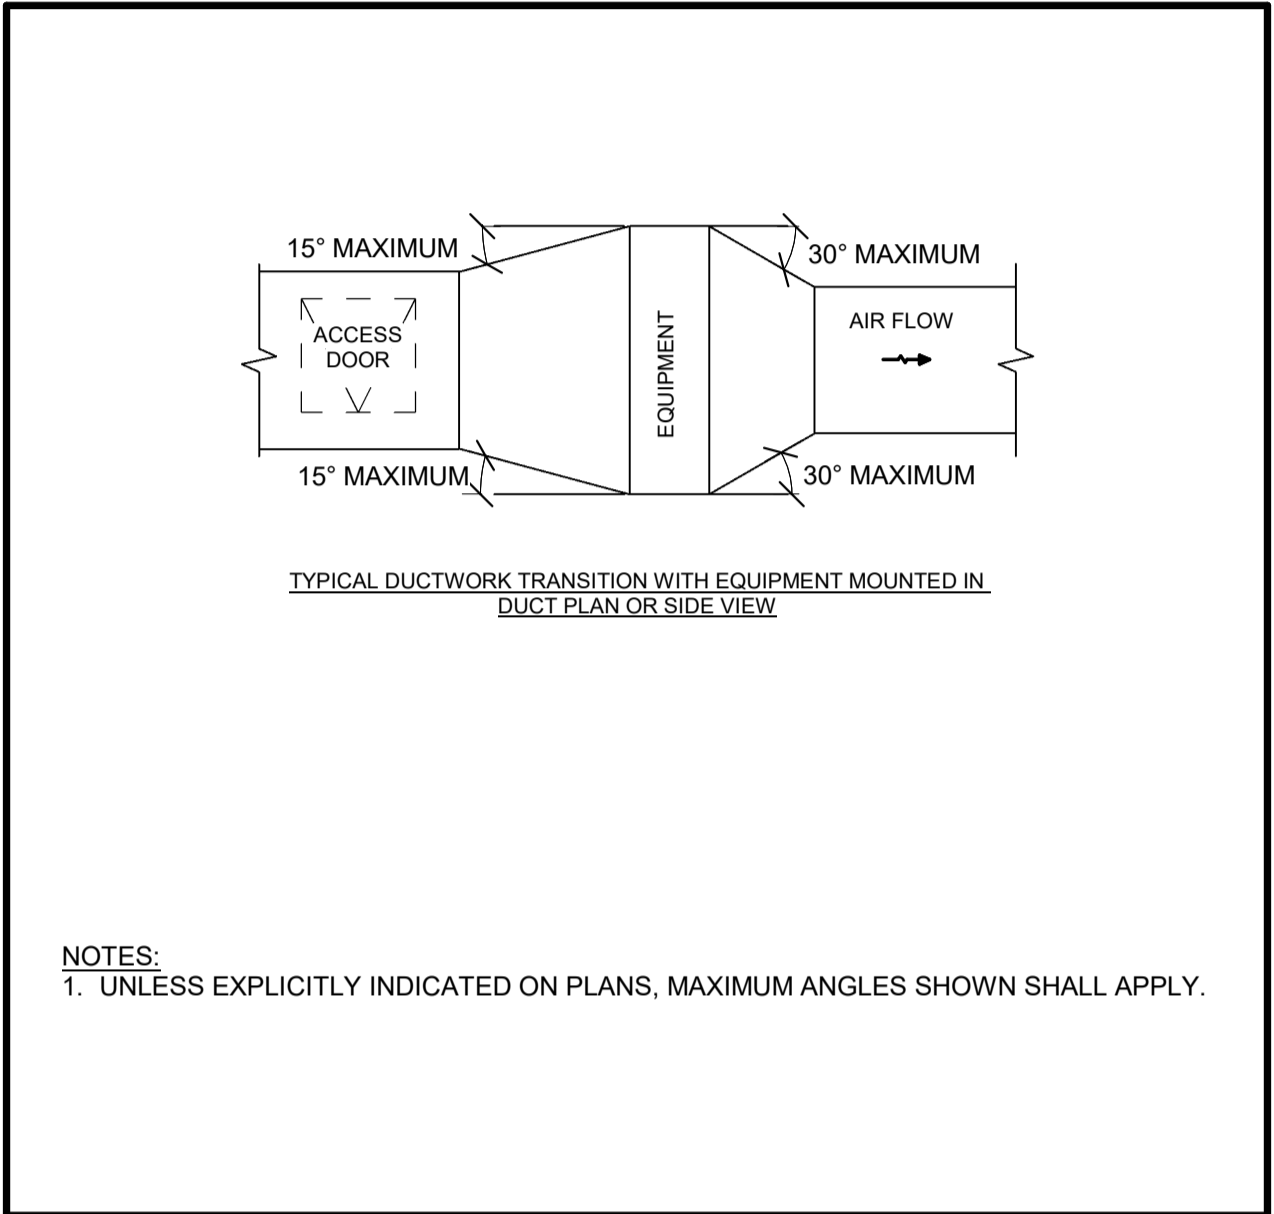 15° MAXIMUM
30° MAXIMUM
ACCESS
DOOR
EQUIPMENT
AIR FLOW
15° MAXIMUM
30° MAXIMUM
TYPICAL DUCTWORK TRANSITION WITH EQUIPMENT MOUNTED IN
DUCT PLAN OR SIDE VIEW
NOTES:
1. UNLESS EXPLICITLY INDICATED ON PLANS, MAXIMUM ANGLES SHOWN SHALL APPLY.